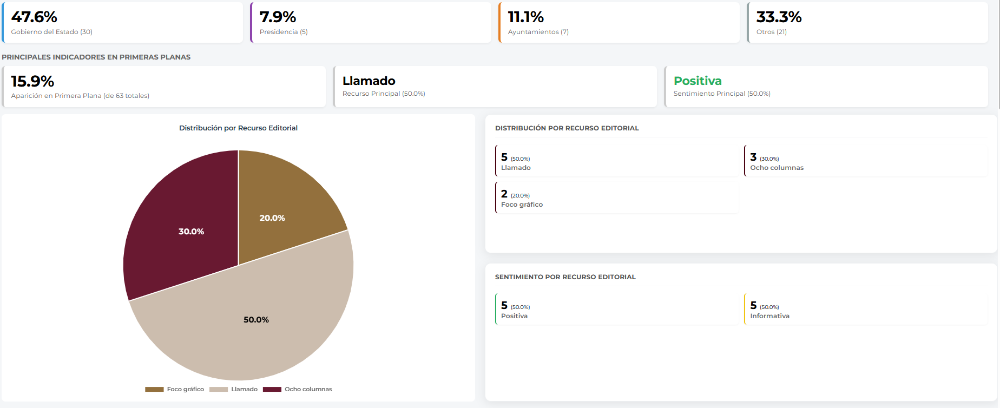 47.6%
Gobierno del Estado (30)
7.9%
Presidencia (5)
11.1%
Ayuntamientos (7)
33.3%
Otros (21)
PRINCIPALES INDICADORES EN PRIMERAS PLANAS
15.9%
Aparición en Primera Plana (de 63 totales)
Llamado
Recurso Principal (50.0%)
Positiva
Sentimiento Principal (50.0%)
Distribución por Recurso Editorial
20.0%
30.0%
50.0%
Foco gráfico
Llamado
Ocho columnas
DISTRIBUCIÓN POR RECURSO EDITORIAL
5 (50.0%)
Llamado
3 (30.0%)
Ocho columnas
2 (20.0%)
Foco gráfico
SENTIMIENTO POR RECURSO EDITORIAL
5 (50.0%)
Positiva
5 (50.0%)
Informativa